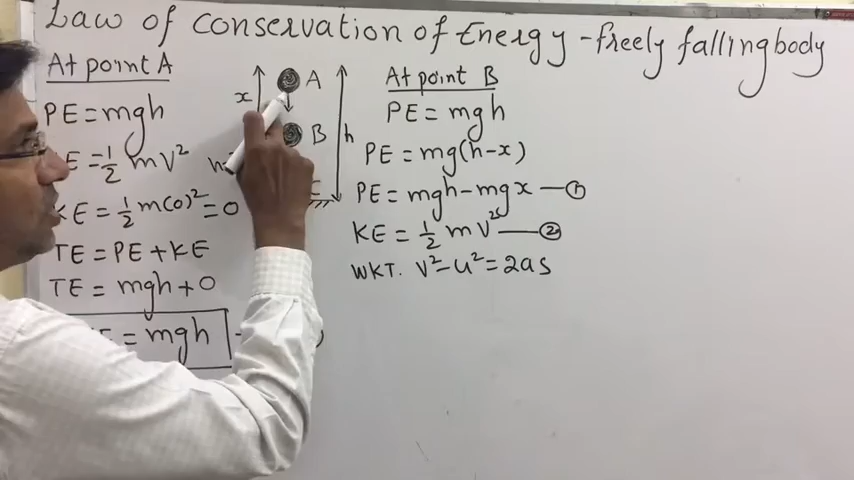 Law of conservation of Energy - freely falling body
At point A
PE = mgh
KE = 1/2 mV²
KE = 1/2 m(0)² = 0
TE = PE + KE
TE = mgh + 0
= mgh
x
A
B
h
C
At point B
PE = mgh
PE = mg(h-x)
PE = mgh - mgx — ①
KE = 1/2 mV² — ②
WKT. V² - u² = 2as